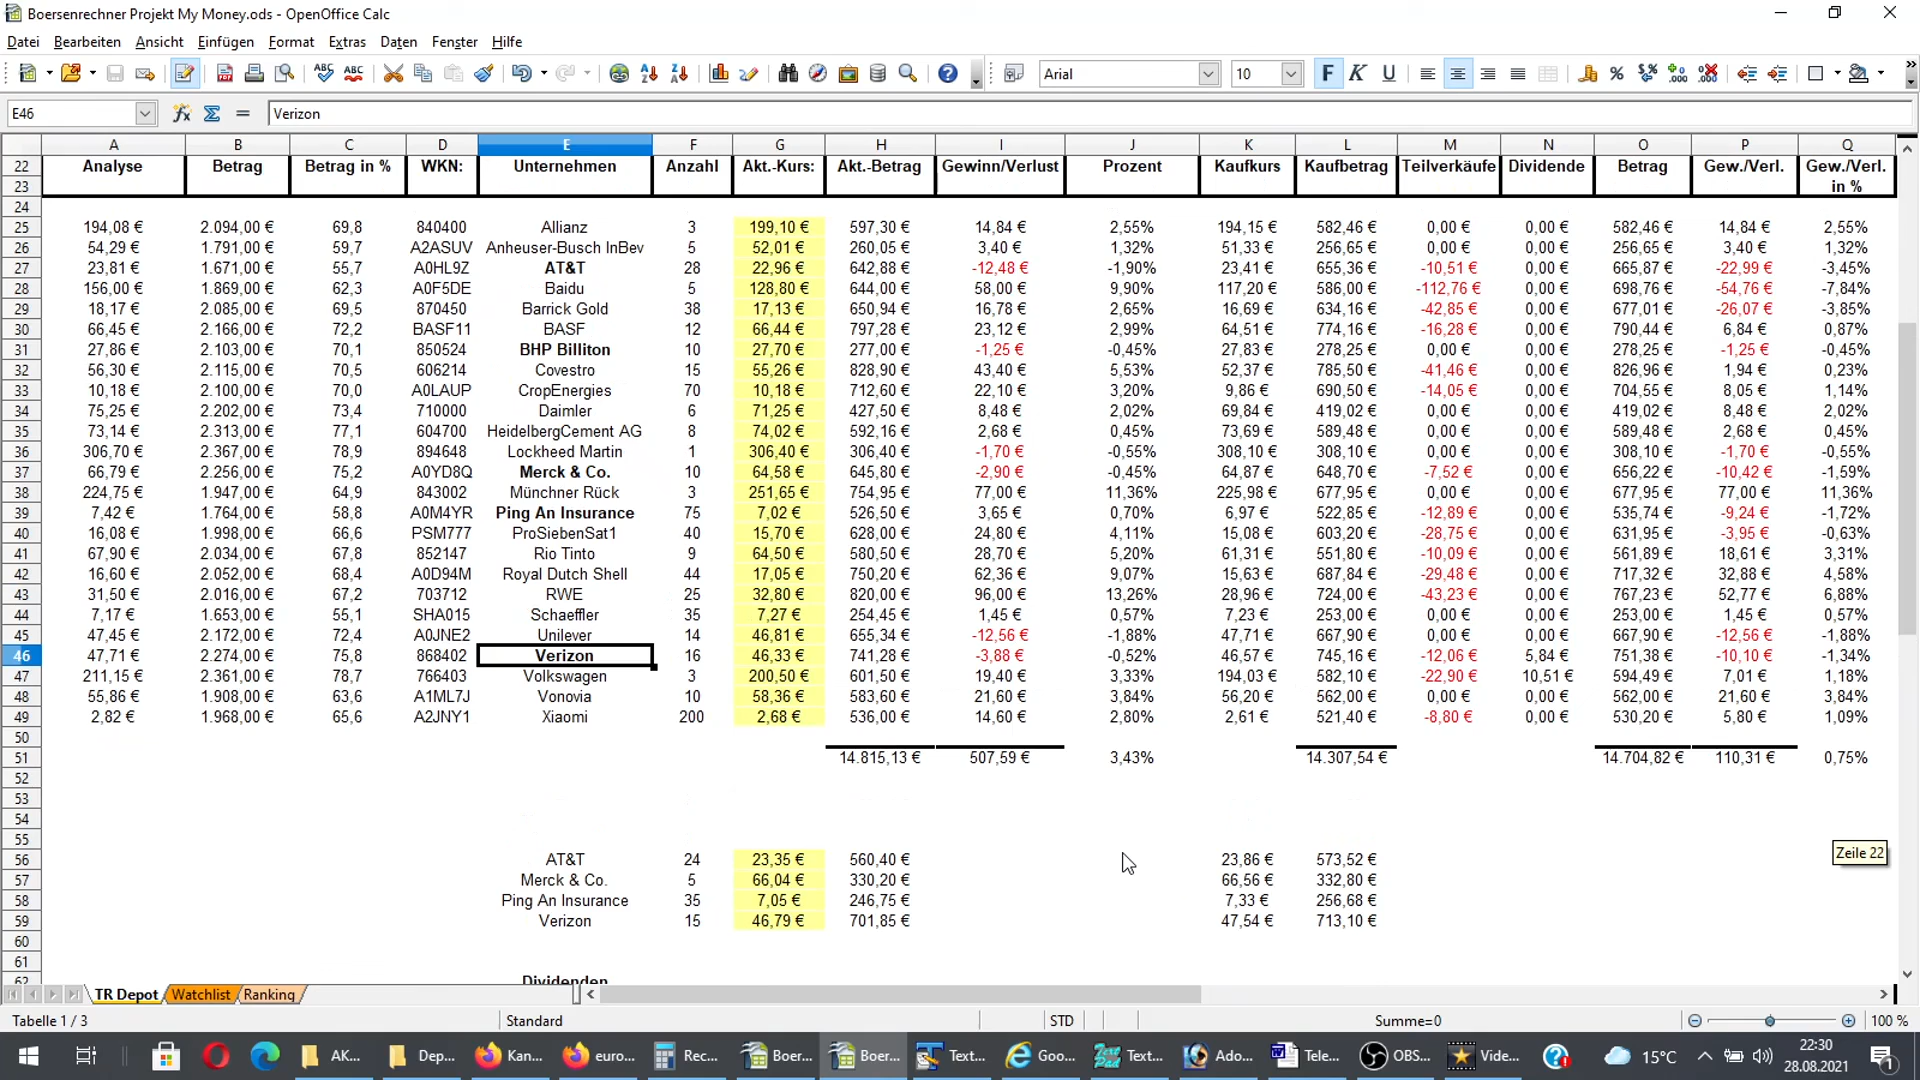 Boersenrechner Projekt My Money.ods - OpenOffice Calc
Datei Bearbeiten Ansicht Einfügen Format Extras Daten Fenster Hilfe
Arial 10 F K U
E46 Verizon
A B C D E F G H I J K L M N O P Q
22 Analyse Betrag Betrag in % WKN: Unternehmen Anzahl Akt.-Kurs: Akt.-Betrag Gewinn/Verlust Prozent Kaufkurs Kaufbetrag Teilverkäufe Dividende Betrag Gew./Verl. Gew./Verl.
23 in %
24
25 194,08 € 2.094,00 € 69,8 840400 Allianz 3 199,10 € 597,30 € 14,84 € 2,55% 194,15 € 582,46 € 0,00 € 0,00 € 582,46 € 14,84 € 2,55%
26 54,29 € 1.791,00 € 59,7 A2ASUV Anheuser-Busch InBev 5 52,01 € 260,05 € 3,40 € 1,32% 51,33 € 256,65 € 0,00 € 0,00 € 256,65 € 3,40 € 1,32%
27 23,81 € 1.671,00 € 55,7 A0HL9Z AT&T 28 22,96 € 642,88 € -12,48 € -1,90% 23,41 € 655,36 € -10,51 € 0,00 € 665,87 € -22,99 € -3,45%
28 156,00 € 1.869,00 € 62,3 A0F5DE Baidu 5 128,80 € 644,00 € 58,00 € 9,90% 117,20 € 586,00 € -112,76 € 0,00 € 698,76 € -54,76 € -7,84%
29 18,17 € 2.085,00 € 69,5 870450 Barrick Gold 38 17,13 € 650,94 € 16,78 € 2,65% 16,69 € 634,16 € -42,85 € 0,00 € 677,01 € -26,07 € -3,85%
30 66,45 € 2.166,00 € 72,2 BASF11 BASF 12 66,44 € 797,28 € 23,12 € 2,99% 64,51 € 774,16 € -16,28 € 0,00 € 790,44 € 6,84 € 0,87%
31 27,86 € 2.103,00 € 70,1 850524 BHP Billiton 10 27,70 € 277,00 € -1,25 € -0,45% 27,83 € 278,25 € 0,00 € 0,00 € 278,25 € -1,25 € -0,45%
32 56,30 € 2.115,00 € 70,5 606214 Covestro 15 55,26 € 828,90 € 43,40 € 5,53% 52,37 € 785,50 € -41,46 € 0,00 € 826,96 € 1,94 € 0,23%
33 10,18 € 2.100,00 € 70,0 A0LAUP CropEnergies 70 10,18 € 712,60 € 22,10 € 3,20% 9,86 € 690,50 € -14,05 € 0,00 € 704,55 € 8,05 € 1,14%
34 75,25 € 2.202,00 € 73,4 710000 Daimler 6 71,25 € 427,50 € 8,48 € 2,02% 69,84 € 419,02 € 0,00 € 0,00 € 419,02 € 8,48 € 2,02%
35 73,14 € 2.313,00 € 77,1 604700 HeidelbergCement AG 8 74,02 € 592,16 € 2,68 € 0,45% 73,69 € 589,48 € 0,00 € 0,00 € 589,48 € 2,68 € 0,45%
36 306,70 € 2.367,00 € 78,9 894648 Lockheed Martin 1 306,40 € 306,40 € -1,70 € -0,55% 308,10 € 308,10 € 0,00 € 0,00 € 308,10 € -1,70 € -0,55%
37 66,79 € 2.256,00 € 75,2 A0YD8Q Merck & Co. 10 64,58 € 645,80 € -2,90 € -0,45% 64,87 € 648,70 € -7,52 € 0,00 € 656,22 € -10,42 € -1,59%
38 224,75 € 1.947,00 € 64,9 843002 Münchner Rück 3 251,65 € 754,95 € 77,00 € 11,36% 225,98 € 677,95 € 0,00 € 0,00 € 677,95 € 77,00 € 11,36%
39 7,42 € 1.764,00 € 58,8 A0M4YR Ping An Insurance 75 7,02 € 526,50 € 3,65 € 0,70% 6,97 € 522,85 € -12,89 € 0,00 € 535,74 € -9,24 € -1,72%
40 16,08 € 1.998,00 € 66,6 PSM777 ProSiebenSat1 40 15,70 € 628,00 € 24,80 € 4,11% 15,08 € 603,20 € -28,75 € 0,00 € 631,95 € -3,95 € -0,63%
41 67,90 € 2.034,00 € 67,8 852147 Rio Tinto 9 64,50 € 580,50 € 28,70 € 5,20% 61,31 € 551,80 € -10,09 € 0,00 € 561,89 € 18,61 € 3,31%
42 16,60 € 2.052,00 € 68,4 A0D94M Royal Dutch Shell 44 17,05 € 750,20 € 62,36 € 9,07% 15,63 € 687,84 € -29,48 € 0,00 € 717,32 € 32,88 € 4,58%
43 31,50 € 2.016,00 € 67,2 703712 RWE 25 32,80 € 820,00 € 96,00 € 13,26% 28,96 € 724,00 € -43,23 € 0,00 € 767,23 € 52,77 € 6,88%
44 7,17 € 1.653,00 € 55,1 SHA015 Schaeffler 35 7,27 € 254,45 € 1,45 € 0,57% 7,23 € 253,00 € 0,00 € 0,00 € 253,00 € 1,45 € 0,57%
45 47,45 € 2.172,00 € 72,4 A0JNE2 Unilever 14 46,81 € 655,34 € -12,56 € -1,88% 47,71 € 667,90 € 0,00 € 0,00 € 667,90 € -12,56 € -1,88%
46 47,71 € 2.274,00 € 75,8 868402 Verizon 16 46,33 € 741,28 € -3,88 € -0,52% 46,57 € 745,16 € -12,06 € 5,84 € 751,38 € -10,10 € -1,34%
47 211,15 € 2.361,00 € 78,7 766403 Volkswagen 3 200,50 € 601,50 € 19,40 € 3,33% 194,03 € 582,10 € -22,90 € 10,51 € 594,49 € 7,01 € 1,18%
48 55,86 € 1.908,00 € 63,6 A1ML7J Vonovia 10 58,36 € 583,60 € 21,60 € 3,84% 56,20 € 562,00 € 0,00 € 0,00 € 562,00 € 21,60 € 3,84%
49 2,82 € 1.968,00 € 65,6 A2JNY1 Xiaomi 200 2,68 € 536,00 € 14,60 € 2,80% 2,61 € 521,40 € -8,80 € 0,00 € 530,20 € 5,80 € 1,09%
50
51 14.815,13 € 507,59 € 3,43% 14.307,54 € 14.704,82 € 110,31 € 0,75%
52
53
54
55
56 AT&T 24 23,35 € 560,40 € 23,86 € 573,52 € Zeile 22
57 Merck & Co. 5 66,04 € 330,20 € 66,56 € 332,80 €
58 Ping An Insurance 35 7,05 € 246,75 € 7,33 € 256,68 €
59 Verizon 15 46,79 € 701,85 € 47,54 € 713,10 €
60
61
62 Dividenden
TR Depot Watchlist Ranking
Tabelle 1 / 3 Standard STD Summe=0 100 %
AK... Dep... Kan... euro... Rec... Boer... Boer... Text... Goo... Text... Ado... Tele... OBS... Vide... 15°C 22:30
28.08.2021